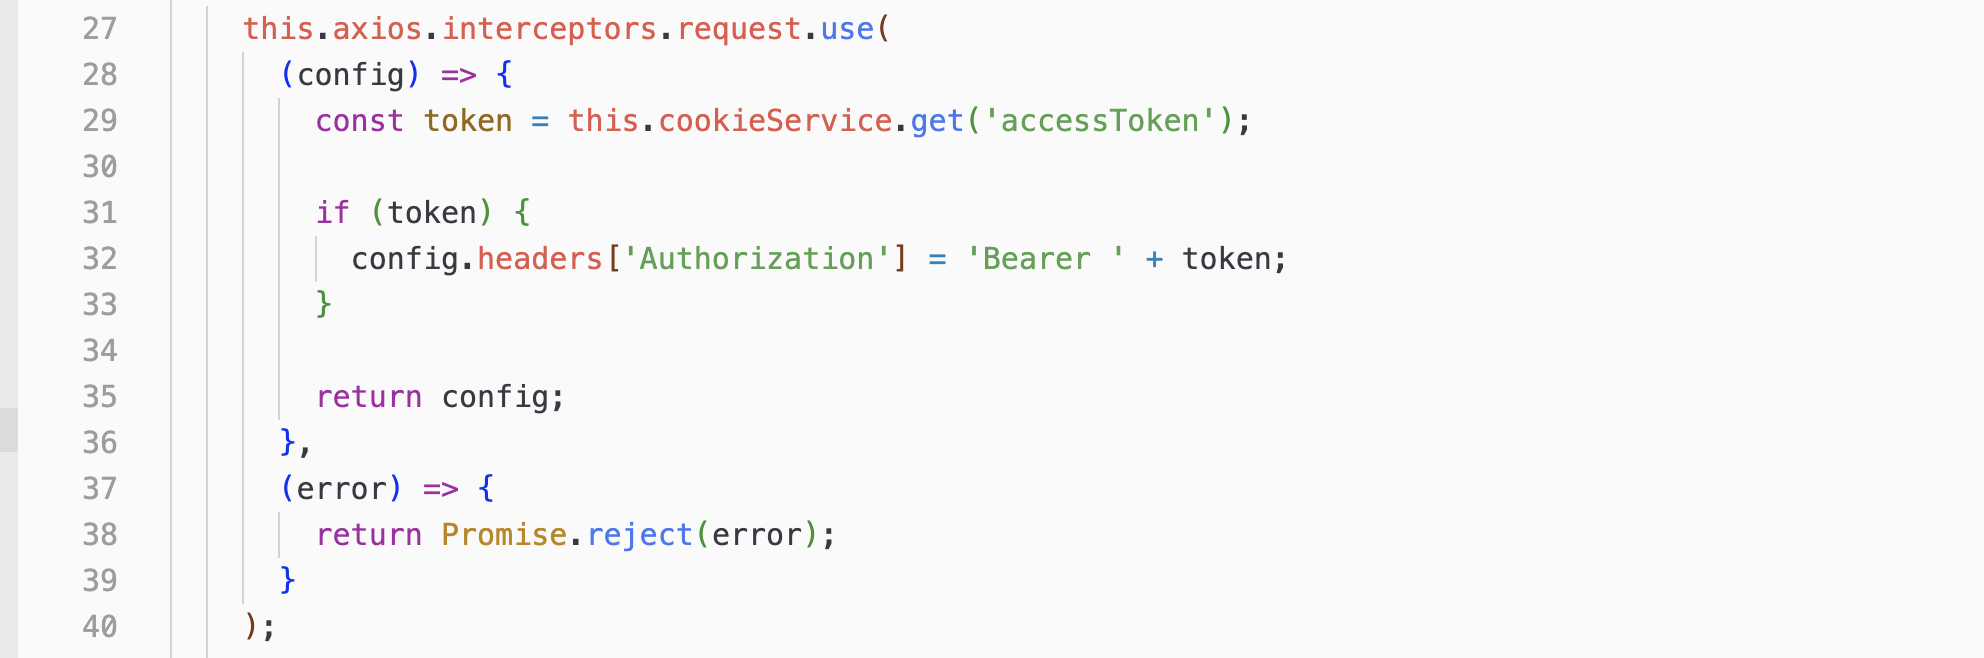 27 this.axios.interceptors.request.use(
28 (config) => {
29 const token = this.cookieService.get('accessToken');
30
31 if (token) {
32 config.headers['Authorization'] = 'Bearer ' + token;
33 }
34
35 return config;
36 },
37 (error) => {
38 return Promise.reject(error);
39 }
40 );